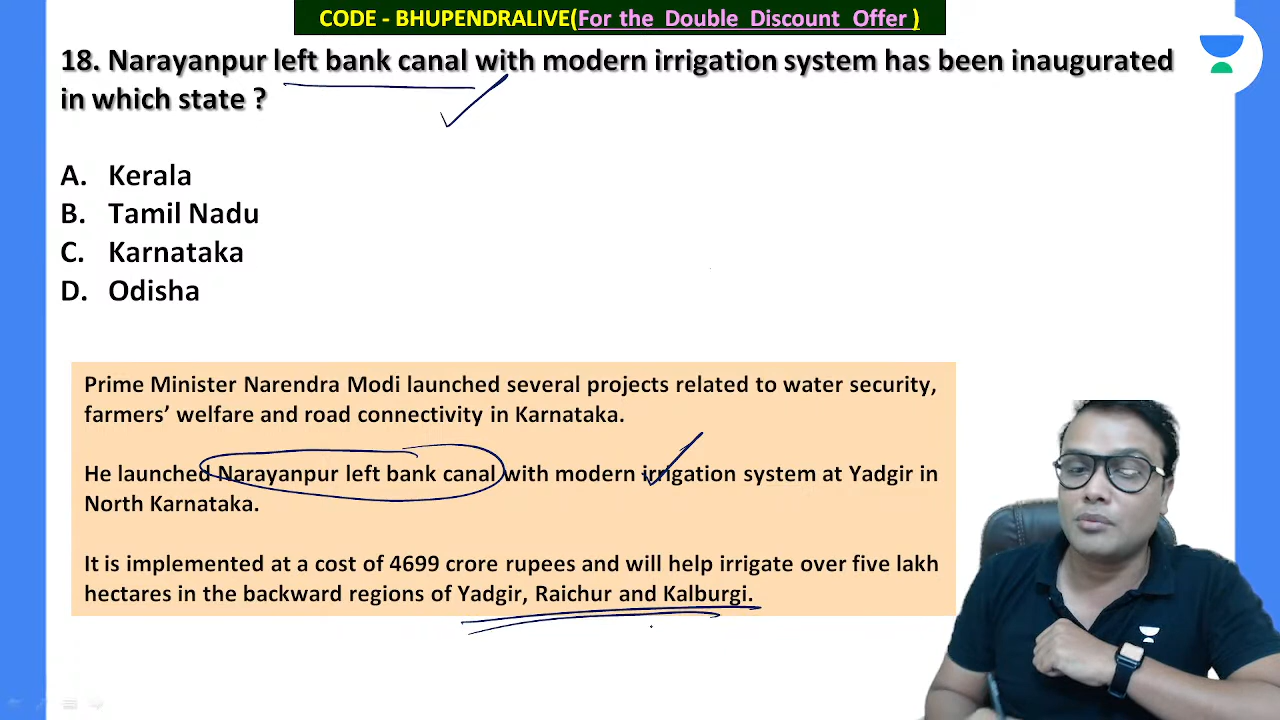 CODE - BHUPENDRALIVE(For the Double Discount Offer )
18. Narayanpur left bank canal with modern irrigation system has been inaugurated
in which state ?
A. Kerala
B. Tamil Nadu
C. Karnataka
D. Odisha
Prime Minister Narendra Modi launched several projects related to water security,
farmers’ welfare and road connectivity in Karnataka.
He launched Narayanpur left bank canal with modern irrigation system at Yadgir in
North Karnataka.
It is implemented at a cost of 4699 crore rupees and will help irrigate over five lakh
hectares in the backward regions of Yadgir, Raichur and Kalburgi.